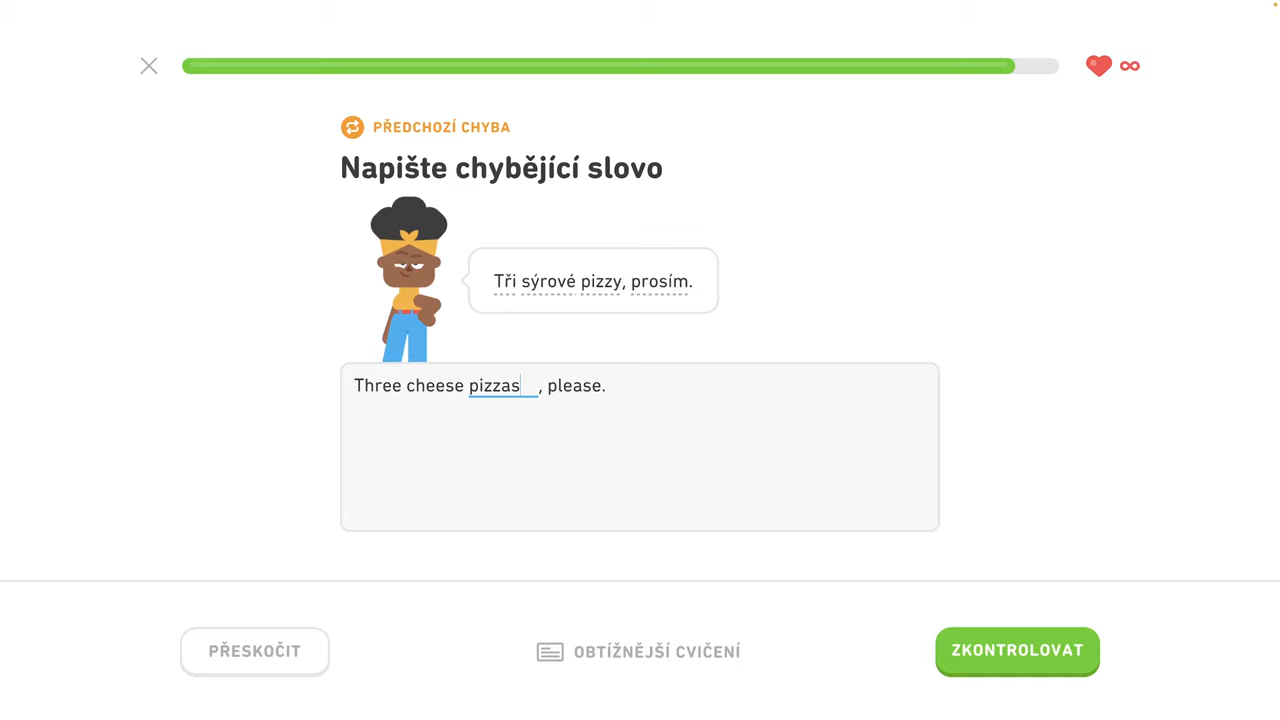 PŘEDCHOZÍ CHYBA
Napište chybějící slovo
Tři sýrové pizzy, prosím.
Three cheese pizzas, please.
PŘESKOČIT
OBTÍŽNĚJŠÍ CVIČENÍ
ZKONTROLOVAT